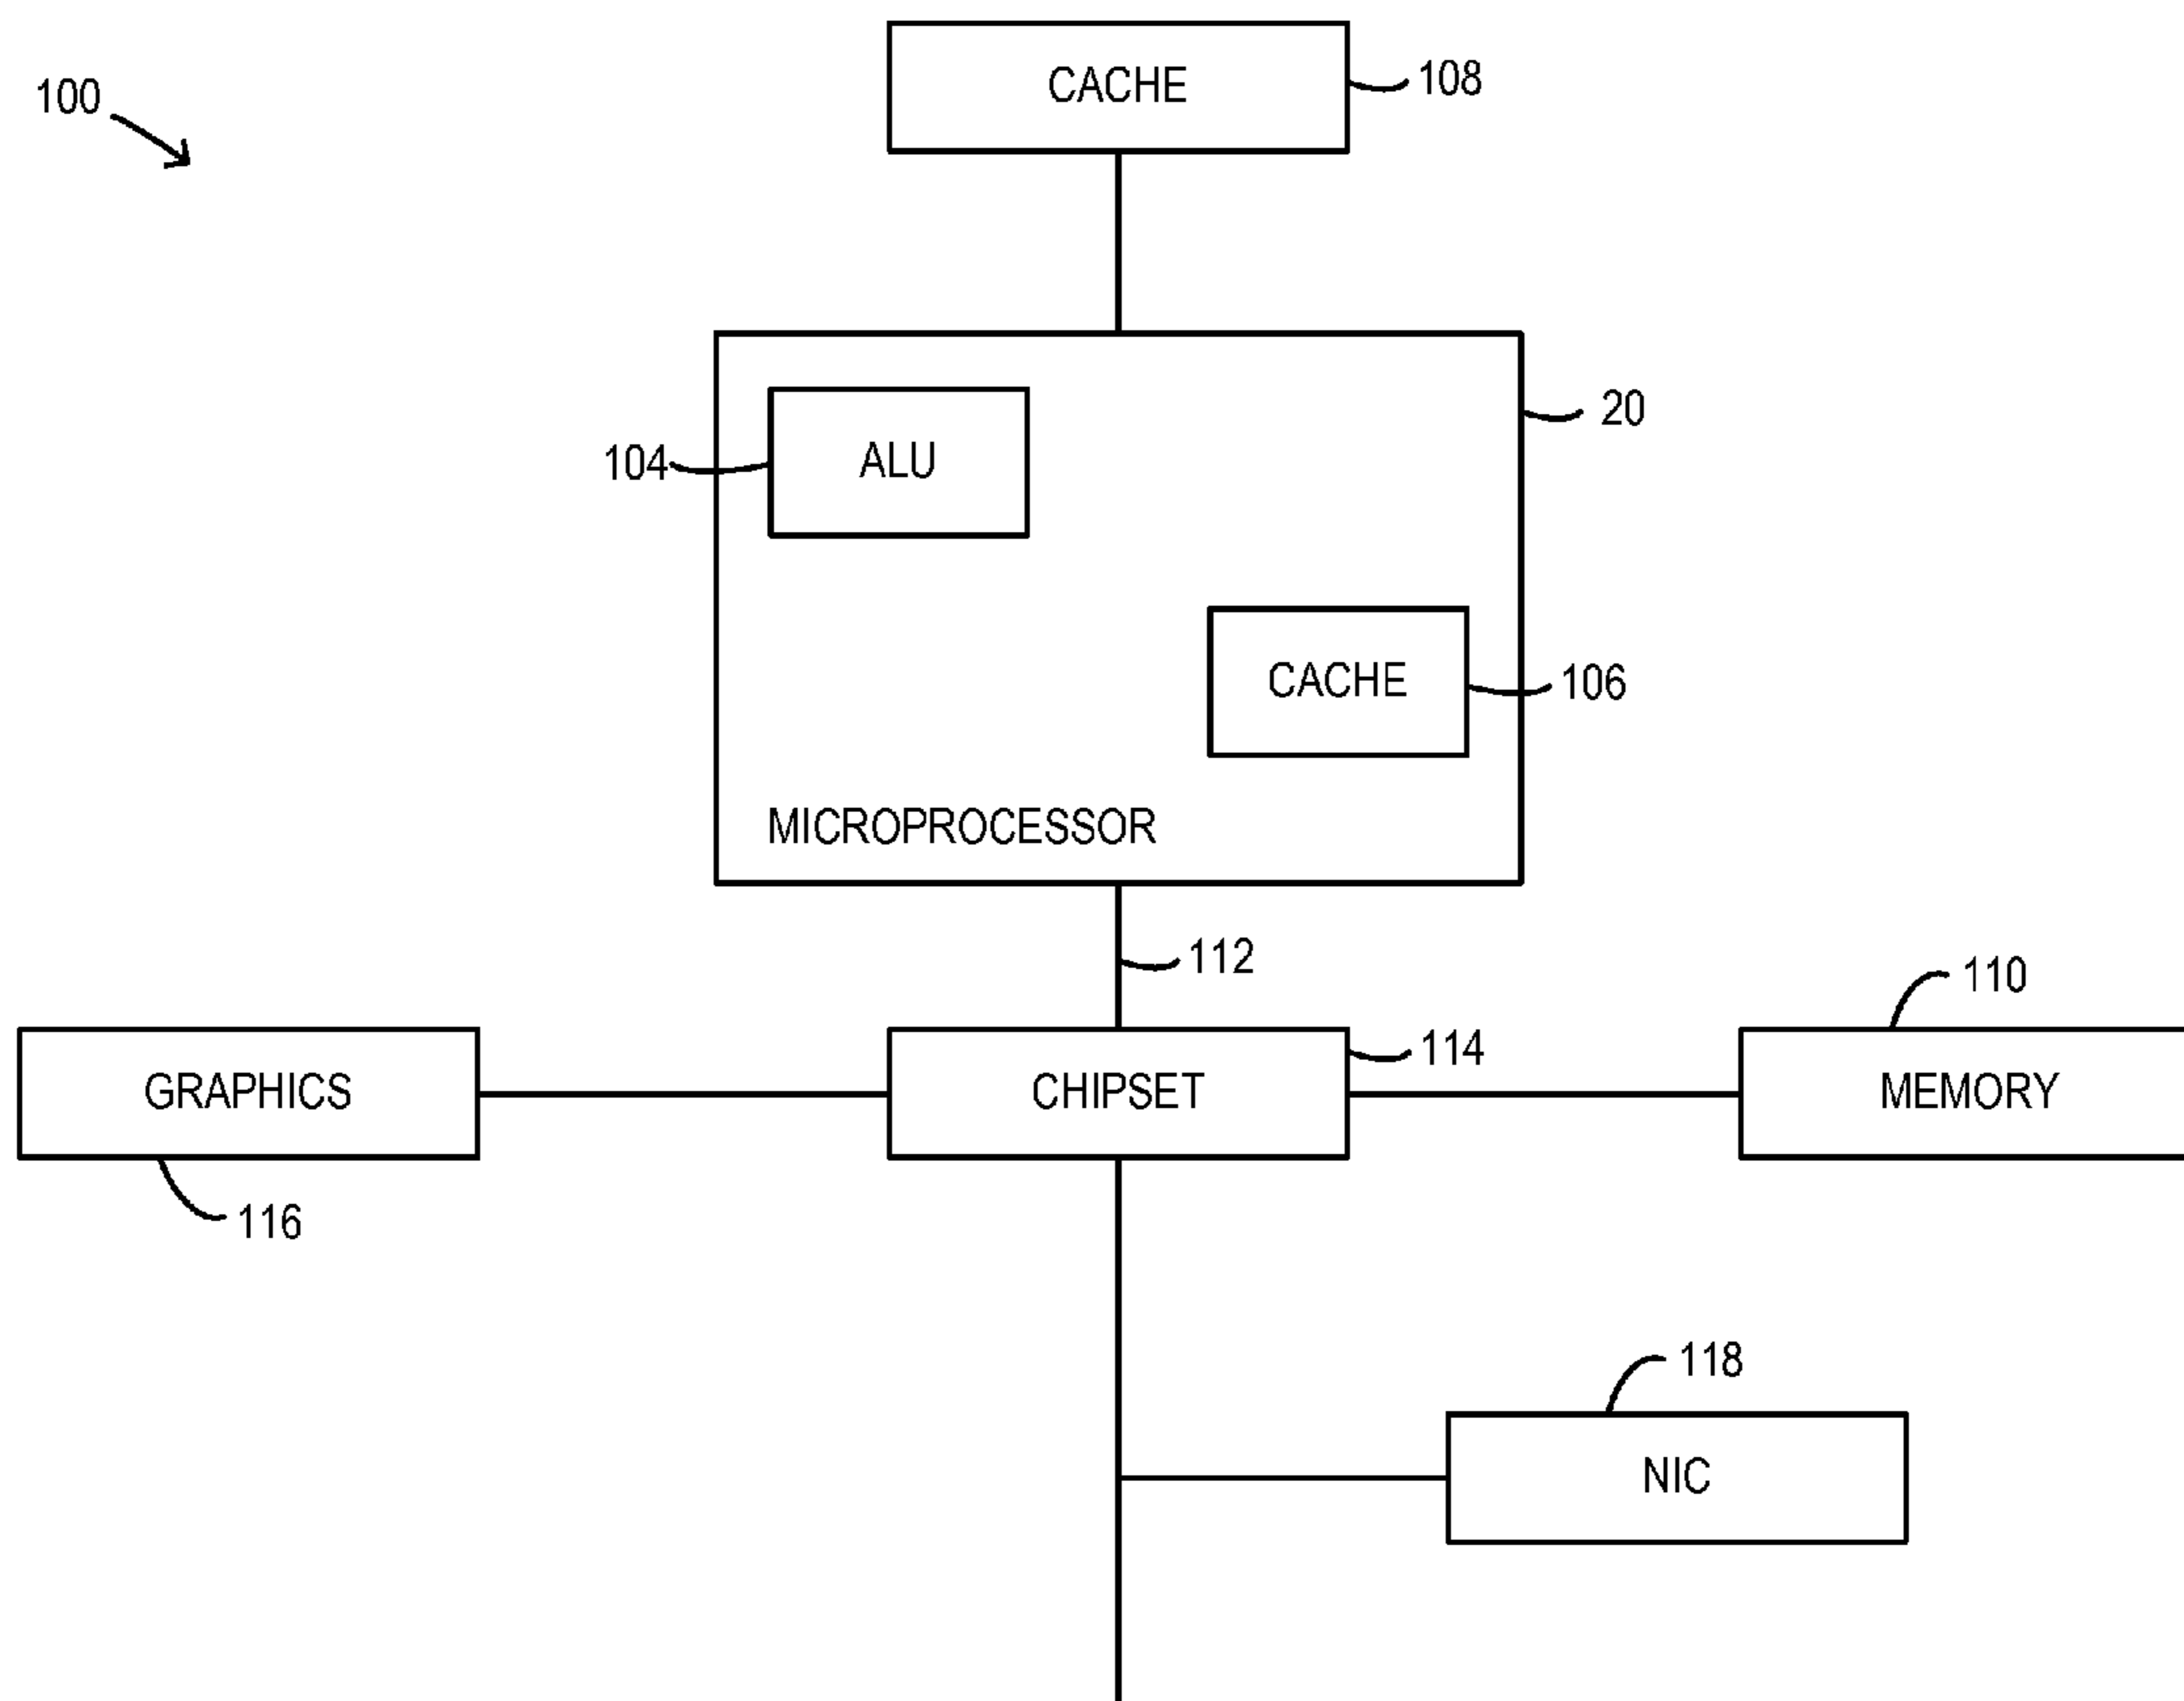 CACHE
108
100
20
104
ALU
CACHE
106
MICROPROCESSOR
112
110
GRAPHICS
CHIPSET
114
MEMORY
116
118
NIC